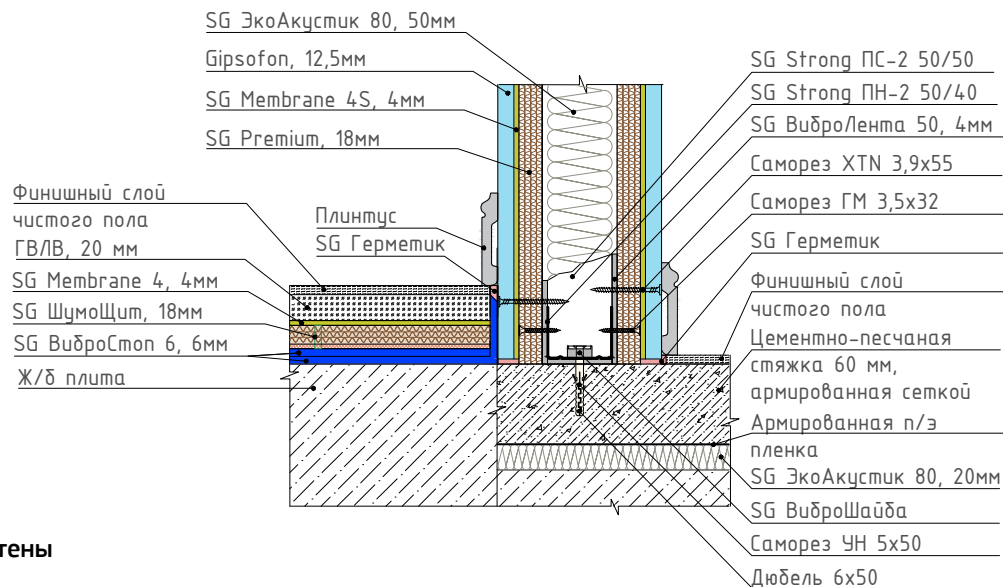 SG ЭкоАкустик 80, 50мм
Gipsofon, 12,5мм
SG Membrane 4S, 4мм
SG Premium, 18мм
Финишный слой
чистого пола
ГВЛВ, 20 мм
SG Membrane 4, 4мм
SG ШумоЩит, 18мм
SG ВиброСтоп 6, 6мм
Ж/б плита
Плинтус
SG Герметик
SG Strong ПС-2 50/50
SG Strong ПН-2 50/40
SG ВиброЛента 50, 4мм
Саморез XTN 3,9х55
Саморез ГМ 3,5х32
SG Герметик
Финишный слой
чистого пола
Цементно-песчаная
стяжка 60 мм,
армированная сеткой
Армированная п/э
пленка
SG ЭкоАкустик 80, 20мм
SG ВиброШайба
Саморез УН 5х50
Дюбель 6х50
тены